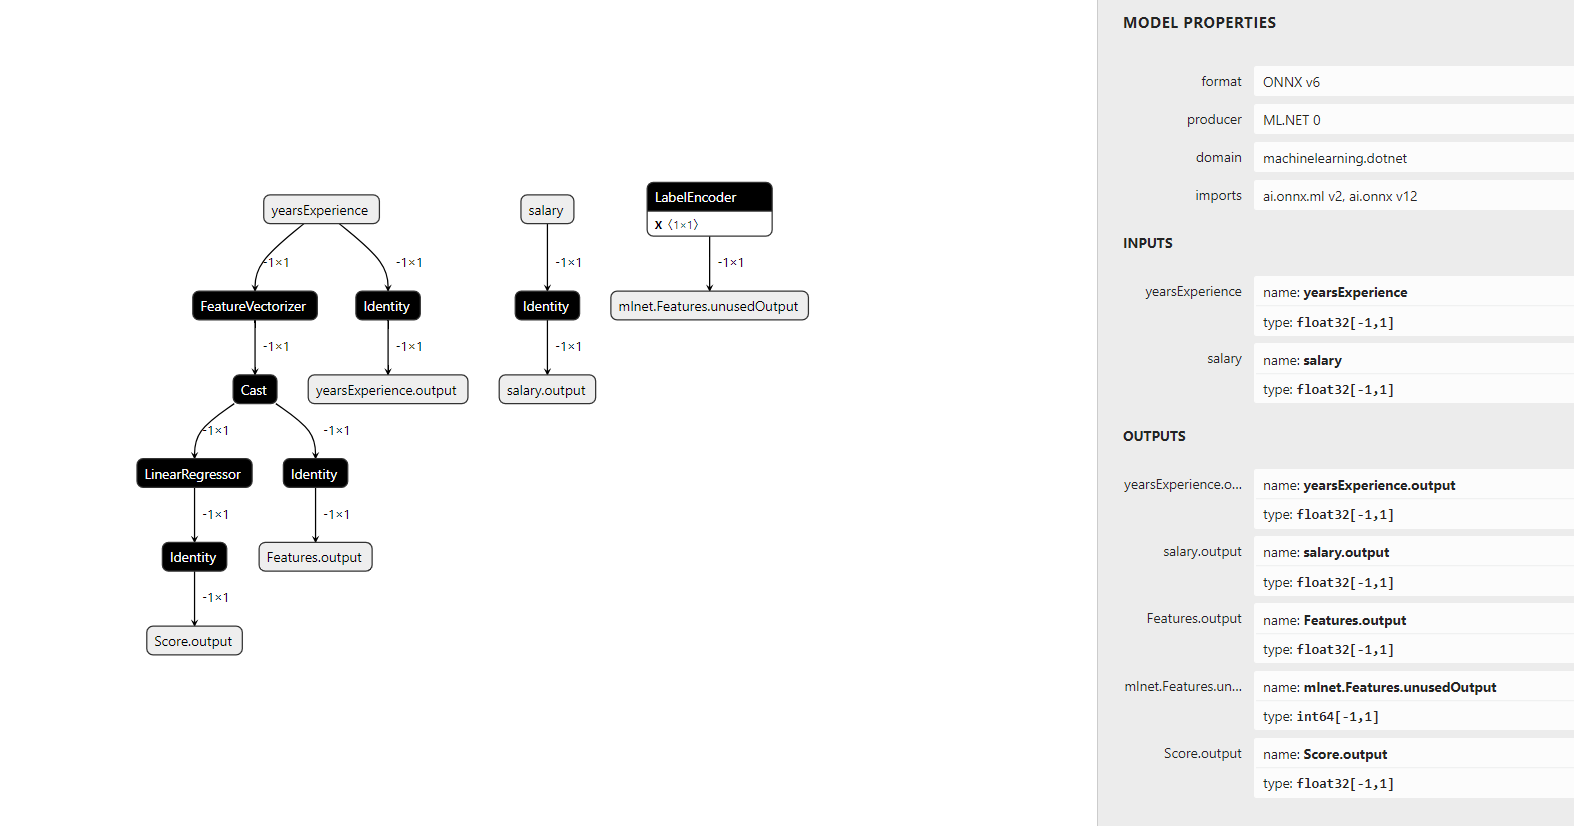 yearsExperience
salary
LabelEncoder
X ⟨1×1⟩
-1×1
-1×1
-1×1
-1×1
FeatureVectorizer
Identity
Identity
mlnet.Features.unusedOutput
-1×1
-1×1
-1×1
Cast
yearsExperience.output
salary.output
-1×1
-1×1
LinearRegressor
Identity
-1×1
-1×1
Identity
Features.output
-1×1
Score.output
MODEL PROPERTIES
format ONNX v6
producer ML.NET 0
domain machinelearning.dotnet
imports ai.onnx.ml v2, ai.onnx v12
INPUTS
yearsExperience name: yearsExperience
type: float32[-1,1]
salary name: salary
type: float32[-1,1]
OUTPUTS
yearsExperience.o... name: yearsExperience.output
type: float32[-1,1]
salary.output name: salary.output
type: float32[-1,1]
Features.output name: Features.output
type: float32[-1,1]
mlnet.Features.un... name: mlnet.Features.unusedOutput
type: int64[-1,1]
Score.output name: Score.output
type: float32[-1,1]